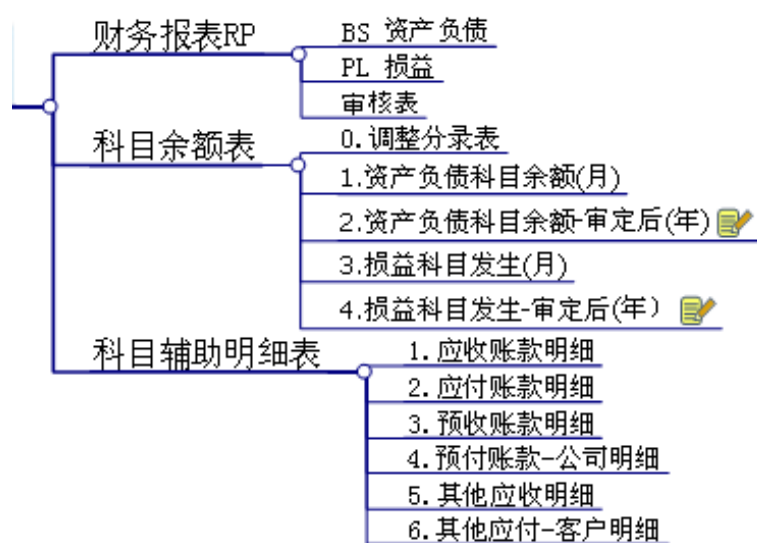 财务报表RP
BS 资产负债
PL 损益
审核表
科目余额表
0.调整分录表
1.资产负债科目余额(月)
2.资产负债科目余额-审定后(年)
3.损益科目发生(月)
4.损益科目发生-审定后(年）
科目辅助明细表
1.应收账款明细
2.应付账款明细
3.预收账款明细
4.预付账款-公司明细
5.其他应收明细
6.其他应付-客户明细